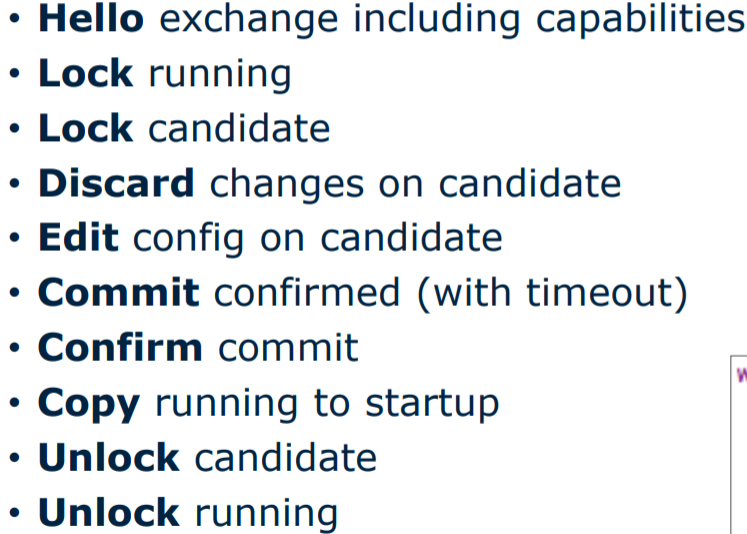 • Hello exchange including capabilities
• Lock running
• Lock candidate
• Discard changes on candidate
• Edit config on candidate
• Commit confirmed (with timeout)
• Confirm commit
• Copy running to startup
• Unlock candidate
• Unlock running